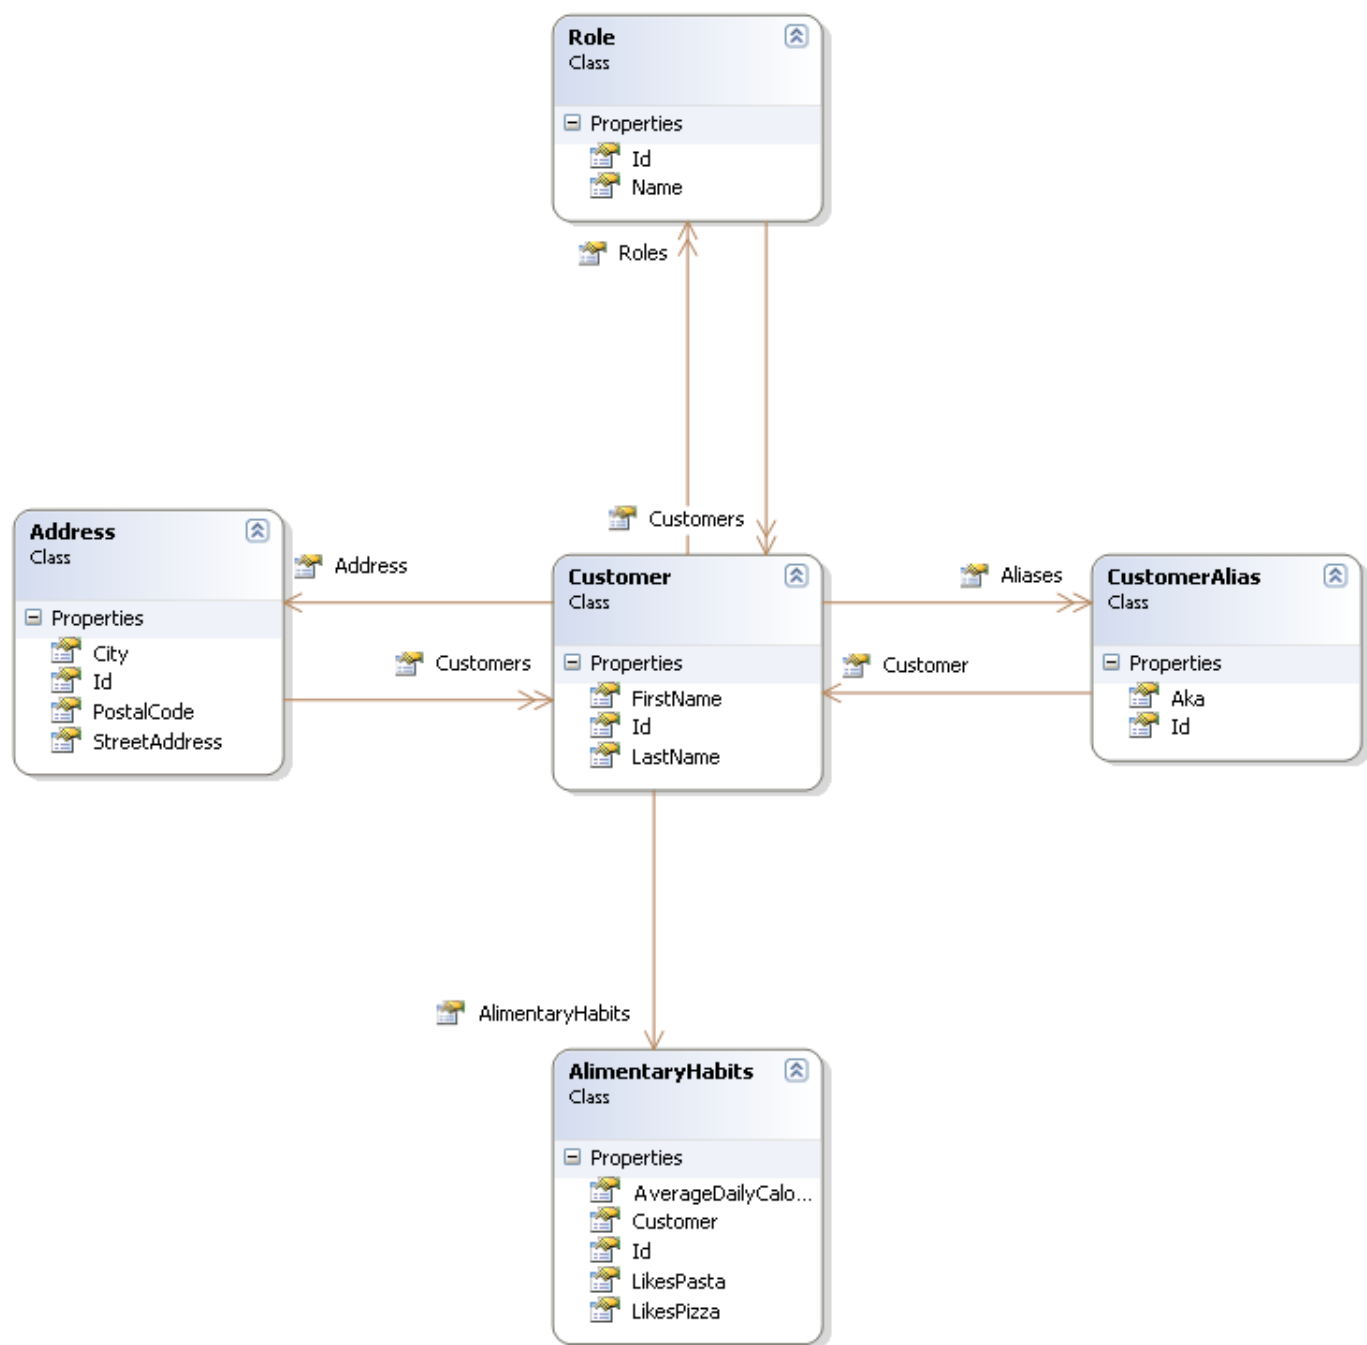 Role
Class
Properties
Id
Name
Roles
Customers
Address
Class
Properties
City
Id
PostalCode
StreetAddress
Address
Customers
Customer
Class
Properties
FirstName
Id
LastName
Aliases
Customer
CustomerAlias
Class
Properties
Aka
Id
AlimentaryHabits
AlimentaryHabits
Class
Properties
AverageDailyCalo...
Customer
Id
LikesPasta
LikesPizza